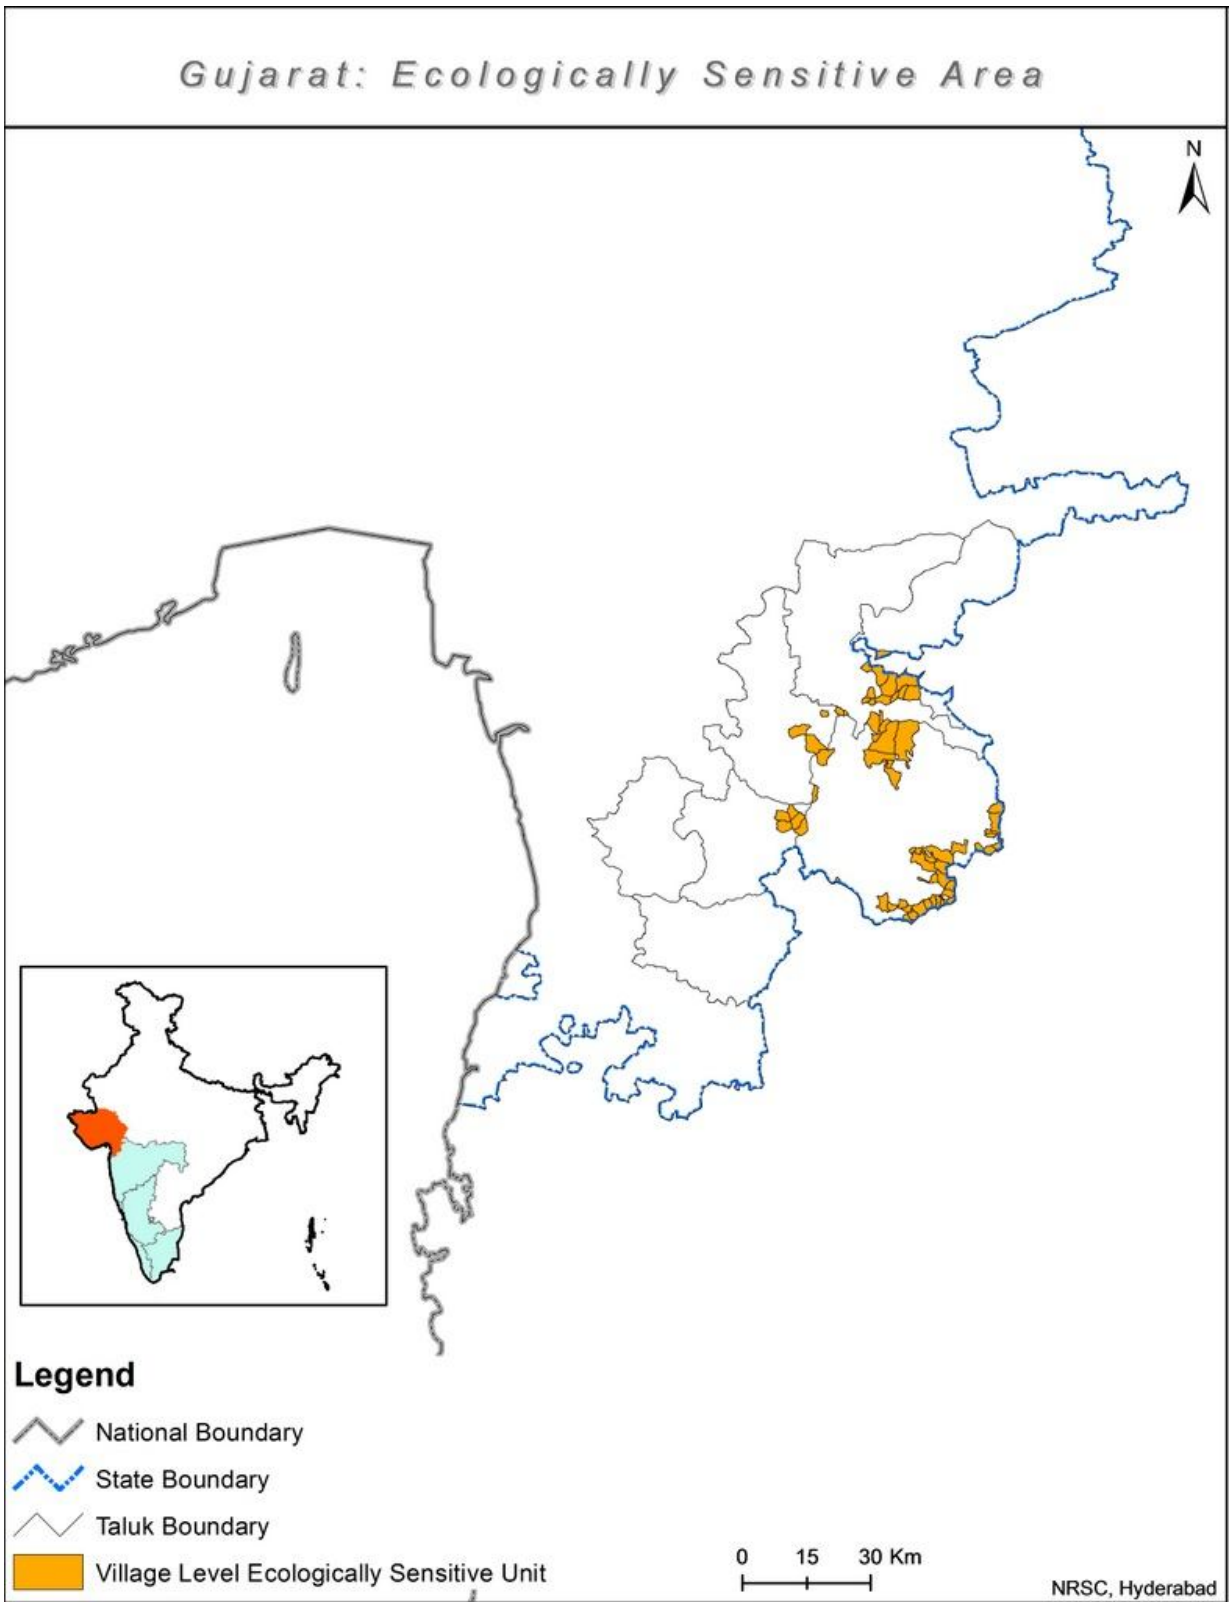 Gujarat: Ecologically Sensitive Area
N
Legend
National Boundary
State Boundary
Taluk Boundary
Village Level Ecologically Sensitive Unit
0 15 30 Km
NRSC, Hyderabad